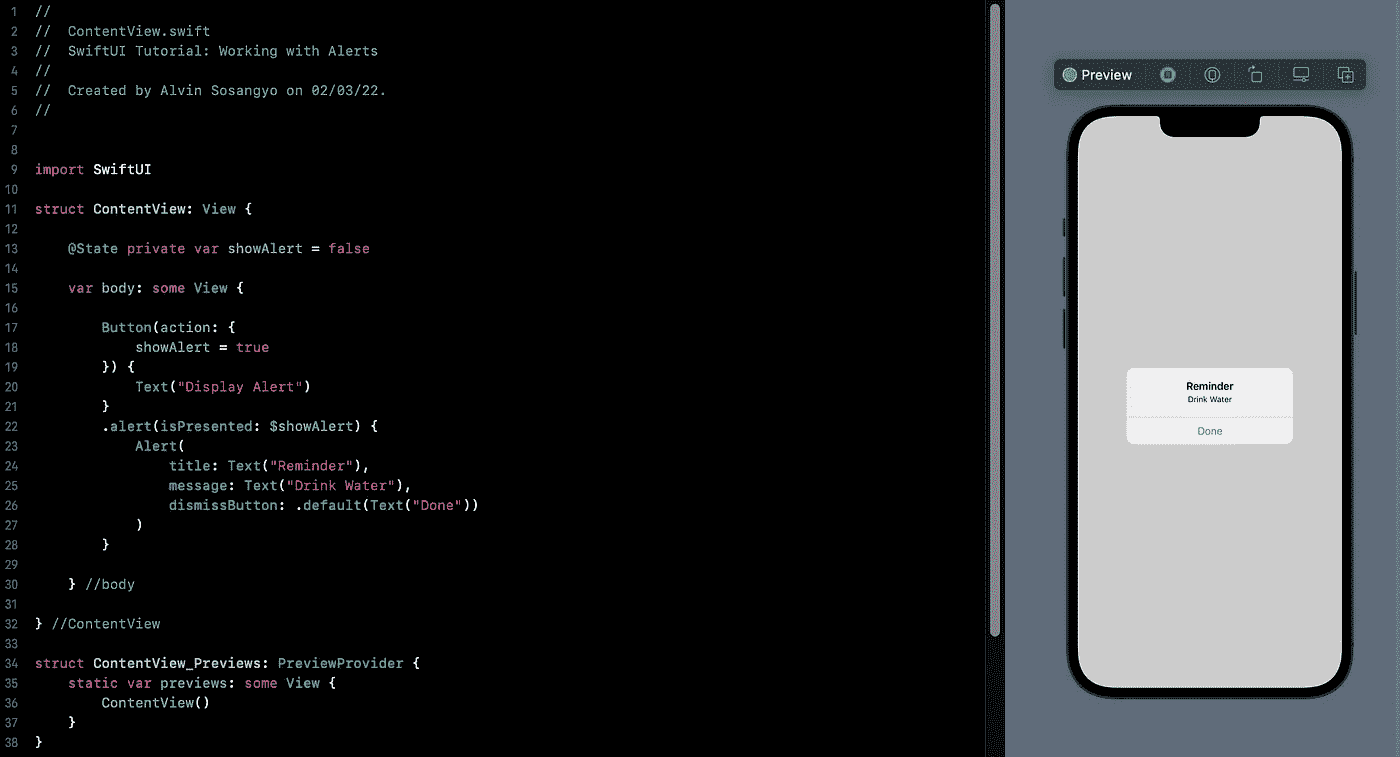 1 //
2 //  ContentView.swift
3 //  SwiftUI Tutorial: Working with Alerts
4 //
5 //  Created by Alvin Sosangyo on 02/03/22.
6 //
7
8
9 import SwiftUI
10
11 struct ContentView: View {
12
13     @State private var showAlert = false
14
15     var body: some View {
16
17         Button(action: {
18             showAlert = true
19         }) {
20             Text("Display Alert")
21         }
22         .alert(isPresented: $showAlert) {
23             Alert(
24                 title: Text("Reminder"),
25                 message: Text("Drink Water"),
26                 dismissButton: .default(Text("Done"))
27             )
28         }
29
30     } //body
31
32 } //ContentView
33
34 struct ContentView_Previews: PreviewProvider {
35     static var previews: some View {
36         ContentView()
37     }
38 }
Preview
Reminder
Drink Water
Done